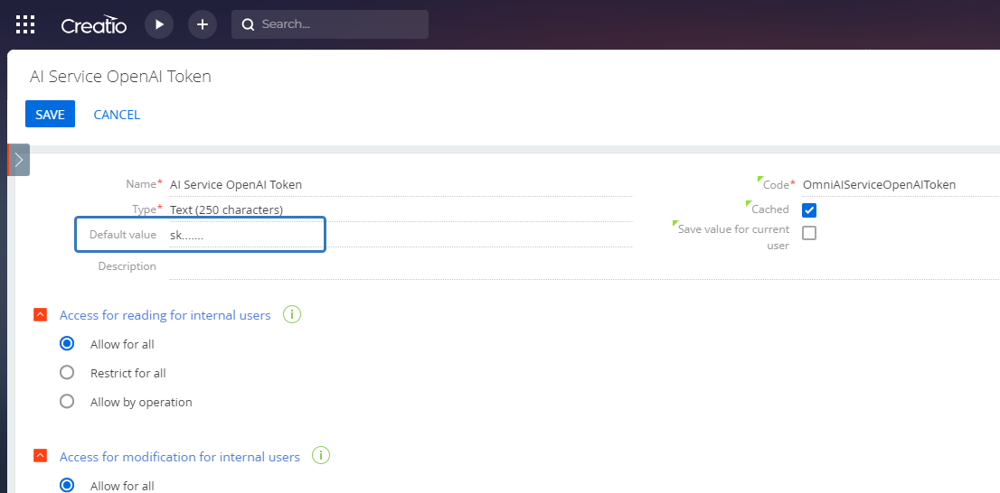 Creatio
Search...
AI Service OpenAI Token
SAVE CANCEL
Name* AI Service OpenAI Token
Code* OmniAIServiceOpenAIToken
Type* Text (250 characters)
Cached
Default value sk.......
Save value for current
user
Description
Access for reading for internal users i
Allow for all
Restrict for all
Allow by operation
Access for modification for internal users i
Allow for all